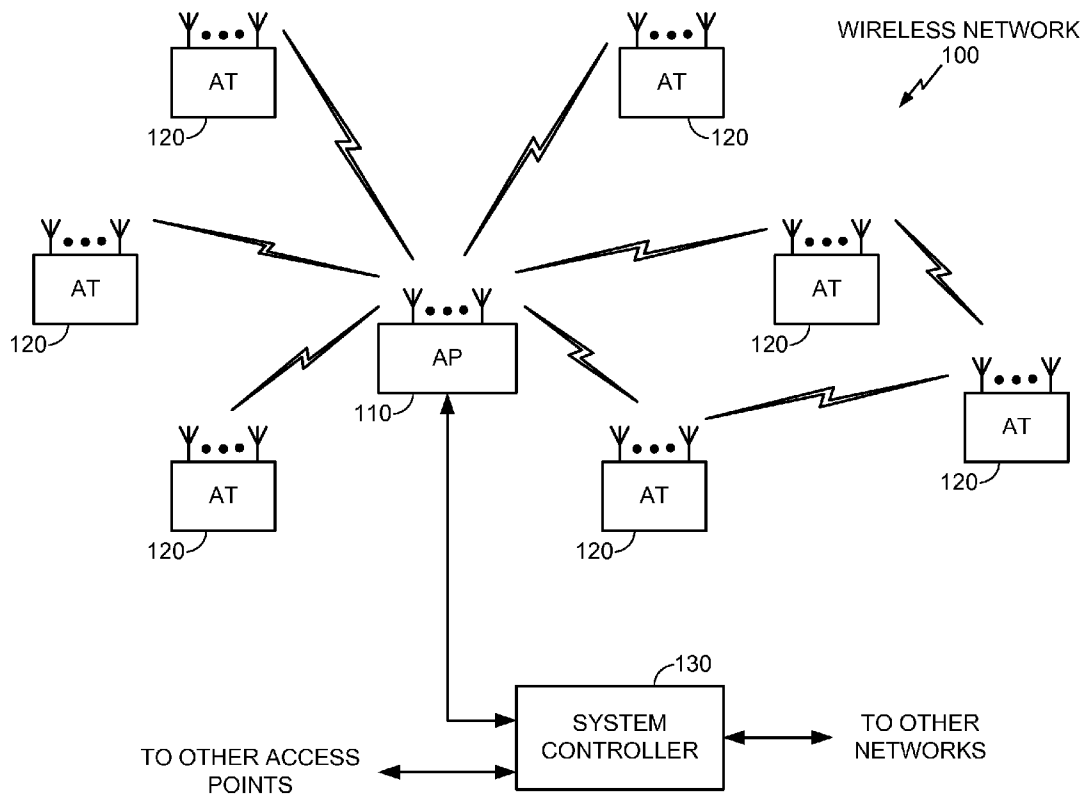 AT
120
AT
120
WIRELESS NETWORK
100
AT
120
AP
110
AT
120
AT
120
AT
120
AT
120
SYSTEM
CONTROLLER
130
TO OTHER ACCESS
POINTS
TO OTHER
NETWORKS